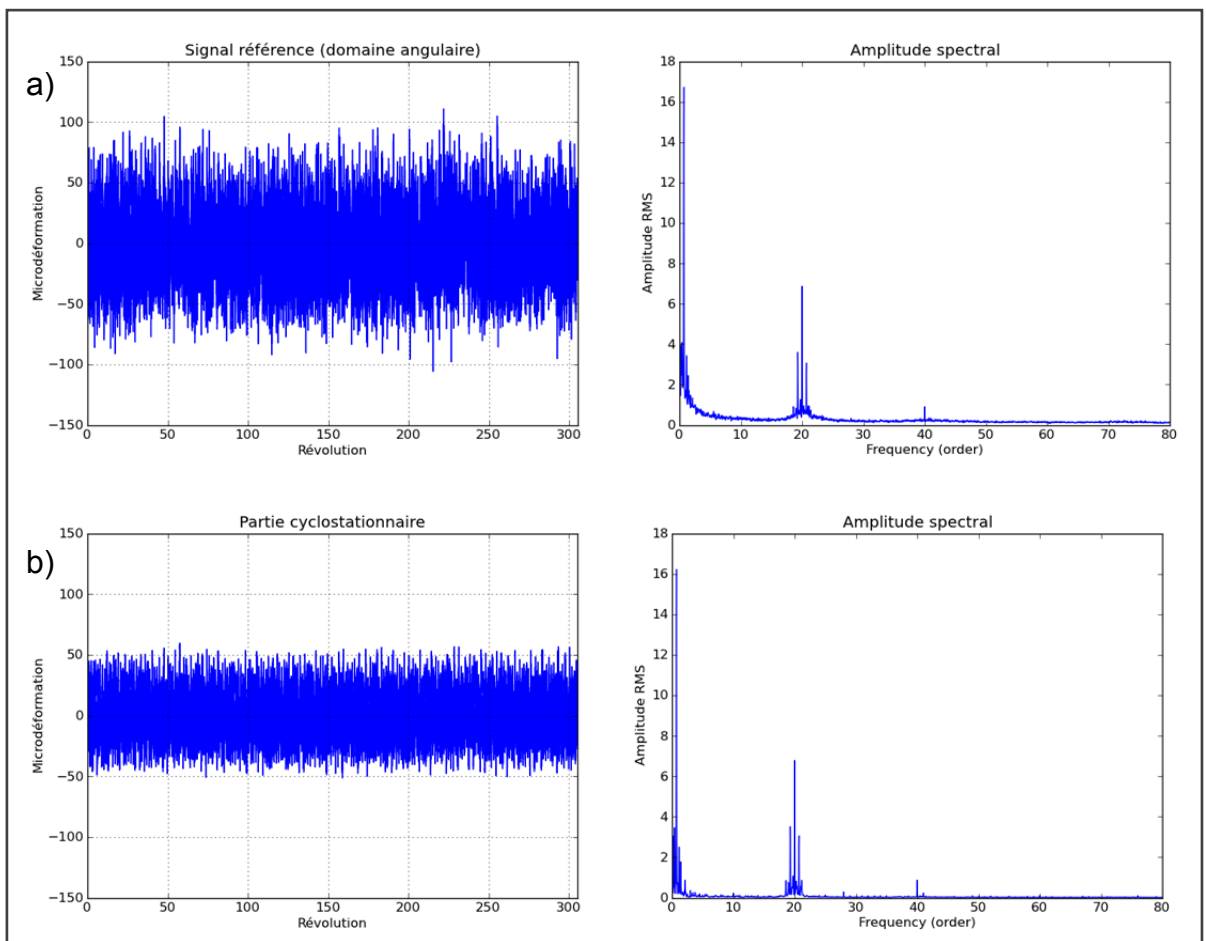 a)
Signal référence (domaine angulaire)
150
100
50
0
−50
−100
−150
Microdéformation
0 50 100 150 200 250 300
Révolution
Amplitude spectral
18
16
14
12
10
8
6
4
2
0
Amplitude RMS
0 10 20 30 40 50 60 70 80
Frequency (order)
b)
Partie cyclostationnaire
150
100
50
0
−50
−100
−150
Microdéformation
0 50 100 150 200 250 300
Révolution
Amplitude spectral
18
16
14
12
10
8
6
4
2
0
Amplitude RMS
0 10 20 30 40 50 60 70 80
Frequency (order)